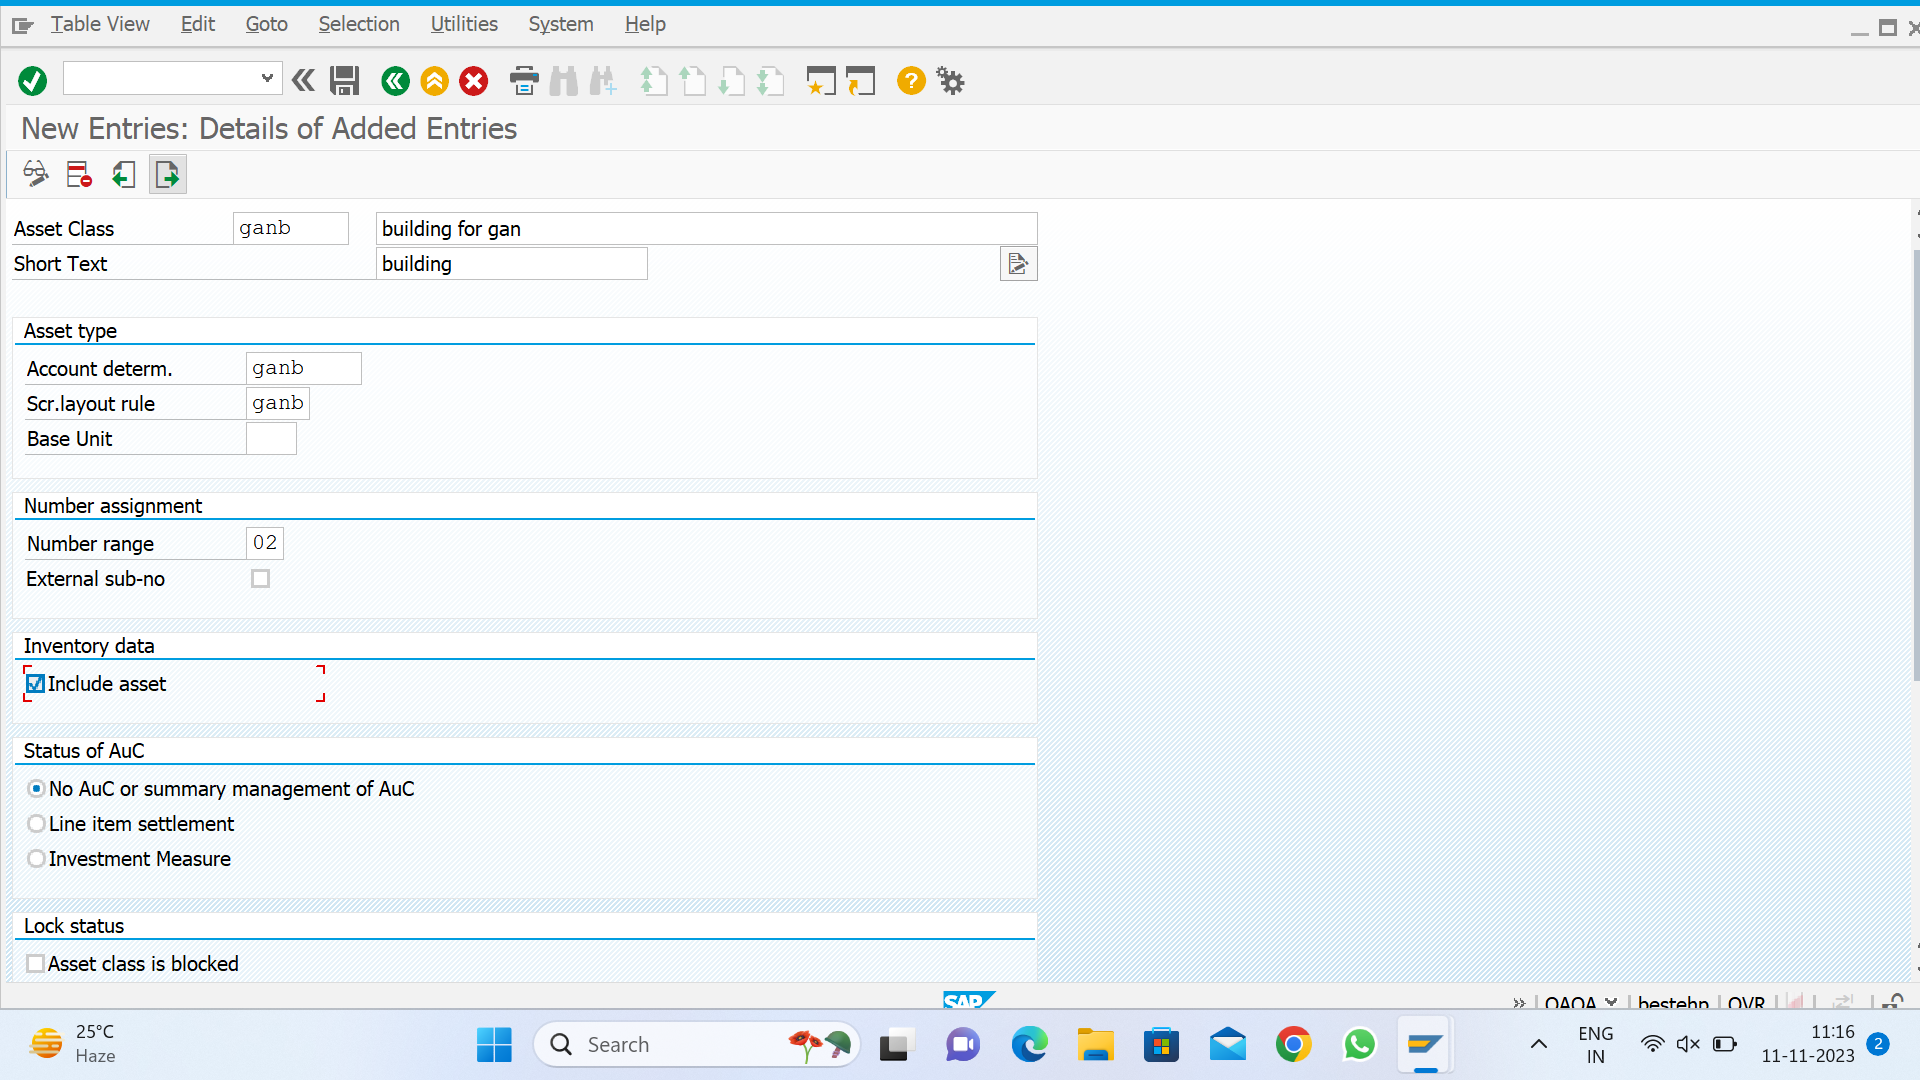 Table View Edit Goto Selection Utilities System Help
New Entries: Details of Added Entries
Asset Class ganb building for gan
Short Text building
Asset type
Account determ. ganb
Scr.layout rule ganb
Base Unit
Number assignment
Number range 02
External sub-no
Inventory data
Include asset
Status of AuC
No AuC or summary management of AuC
Line item settlement
Investment Measure
Lock status
Asset class is blocked
SAP
QAQA bestehp OVR
25°C
Haze
Search
ENG
IN
11:16
11-11-2023
2